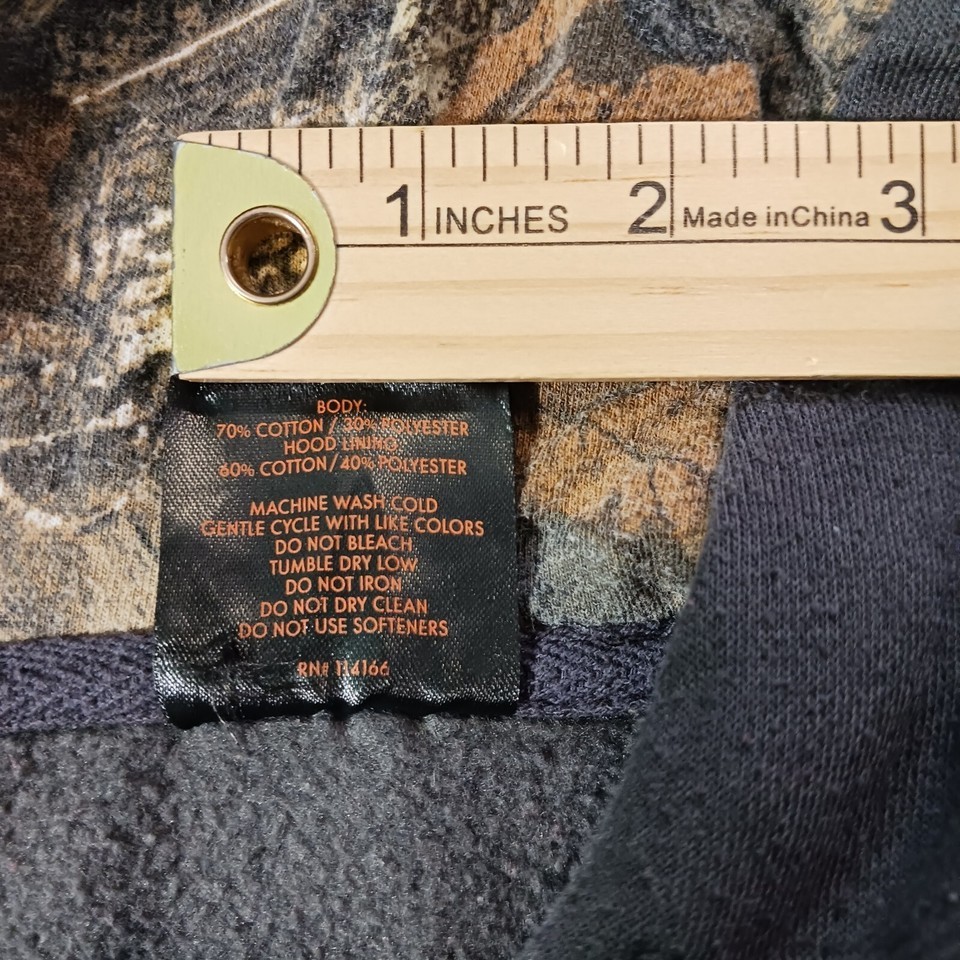 1 INCHES 2 Made in China 3
BODY:
70% COTTON / 30% POLYESTER
HOOD LINING
60% COTTON/40% POLYESTER
MACHINE WASH COLD
GENTLE CYCLE WITH LIKE COLORS
DO NOT BLEACH
TUMBLE DRY LOW
DO NOT IRON
DO NOT DRY CLEAN
DO NOT USE SOFTENERS
RN# 114166